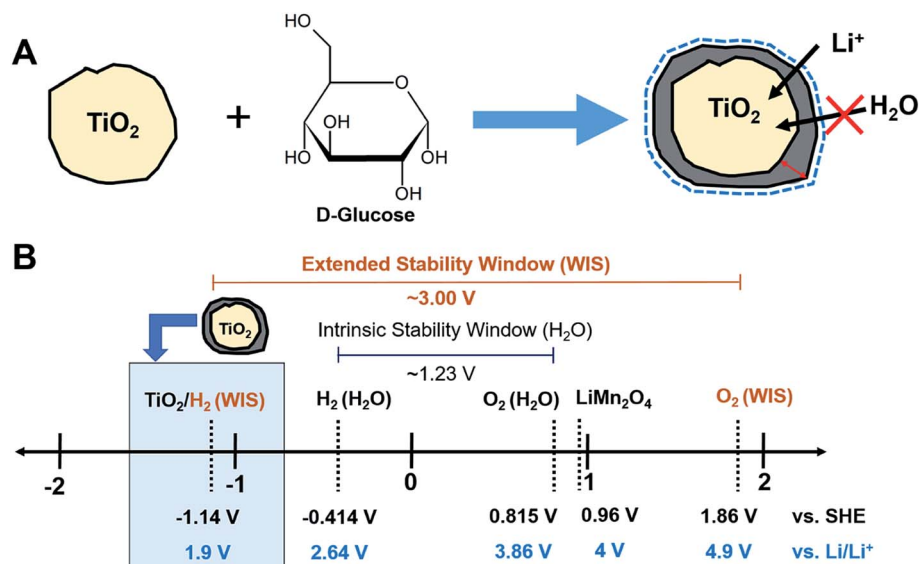 A
TiO2
+
HO
O
OH
HO
OH
OH
D-Glucose
TiO2
Li+
H2O
B
Extended Stability Window (WIS)
~3.00 V
TiO2
Intrinsic Stability Window (H2O)
~1.23 V
TiO2/H2 (WIS)
H2 (H2O)
O2 (H2O)
LiMn2O4
O2 (WIS)
-2
-1
0
1
2
-1.14 V
-0.414 V
0.815 V
0.96 V
1.86 V
vs. SHE
1.9 V
2.64 V
3.86 V
4 V
4.9 V
vs. Li/Li+